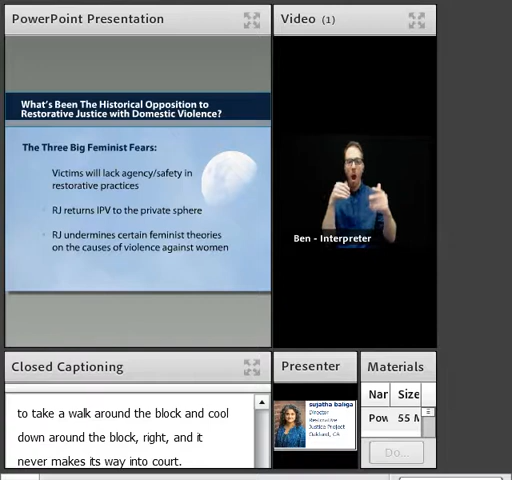 PowerPoint Presentation
What's Been The Historical Opposition to
Restorative Justice with Domestic Violence?
The Three Big Feminist Fears:
Victims will lack agency/safety in
restorative practices
RJ returns IPV to the private sphere
RJ undermines certain feminist theories
on the causes of violence against women
Video (1)
Ben - Interpreter
Closed Captioning
to take a walk around the block and cool
down around the block, right, and it
never makes its way into court.
Presenter
sujatha baliga
Director
Restorative
Justice Project
Oakland, CA
Materials
Nar Size
Pow 55 M
Do...